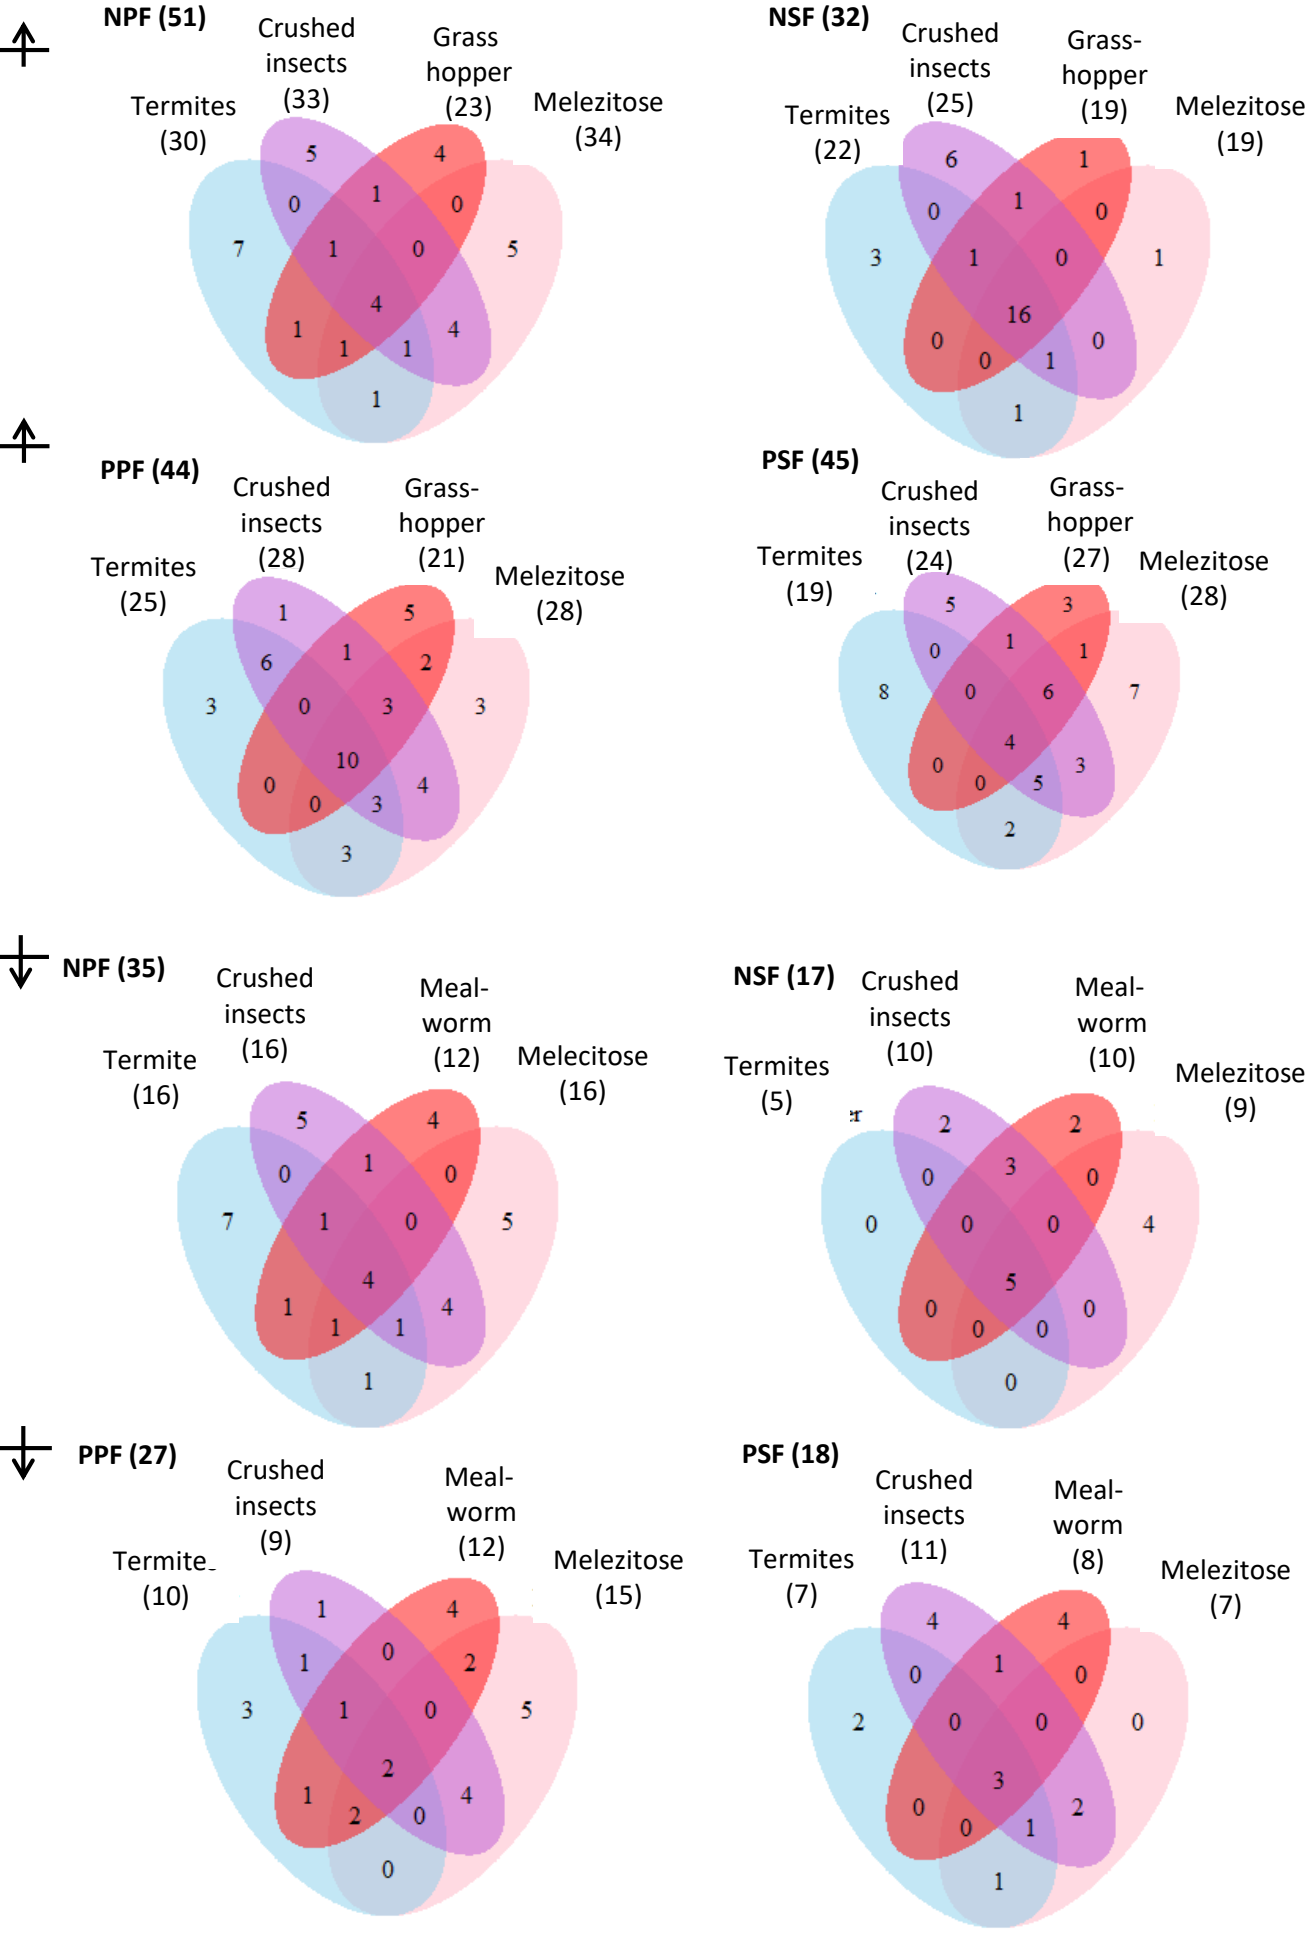 NPF (51)
Crushed
insects
(33)
Grass
hopper
(23)
Termites
(30)
Melezitose
(34)
5
4
0
1
0
7
1
0
5
4
1
1
1
4
1
NSF (32)
Crushed
insects
(25)
Grass-
hopper
(19)
Termites
(22)
Melezitose
(19)
6
1
0
1
0
3
1
0
1
16
0
0
1
0
1
PPF (44)
Crushed
insects
(28)
Grass-
hopper
(21)
Termites
(25)
Melezitose
(28)
1
5
6
1
2
3
0
3
3
10
0
0
3
4
3
PSF (45)
Crushed
insects
(24)
Grass-
hopper
(27)
Termites
(19)
Melezitose
(28)
5
3
0
1
1
8
0
6
7
4
0
0
5
3
2
NPF (35)
Crushed
insects
(16)
Meal-
worm
(12)
Termite
(16)
Melecitose
(16)
5
4
0
1
0
7
1
0
5
4
1
1
1
4
1
NSF (17)
Crushed
insects
(10)
Meal-
worm
(10)
Termites
(5)
Melezitose
(9)
er
2
2
0
3
0
0
0
0
4
5
0
0
0
0
0
PPF (27)
Crushed
insects
(9)
Meal-
worm
(12)
Termite
(10)
Melezitose
(15)
1
4
1
0
2
3
1
0
5
2
1
2
0
4
0
PSF (18)
Crushed
insects
(11)
Meal-
worm
(8)
Termites
(7)
Melezitose
(7)
4
4
0
1
0
2
0
0
0
3
0
0
1
2
1